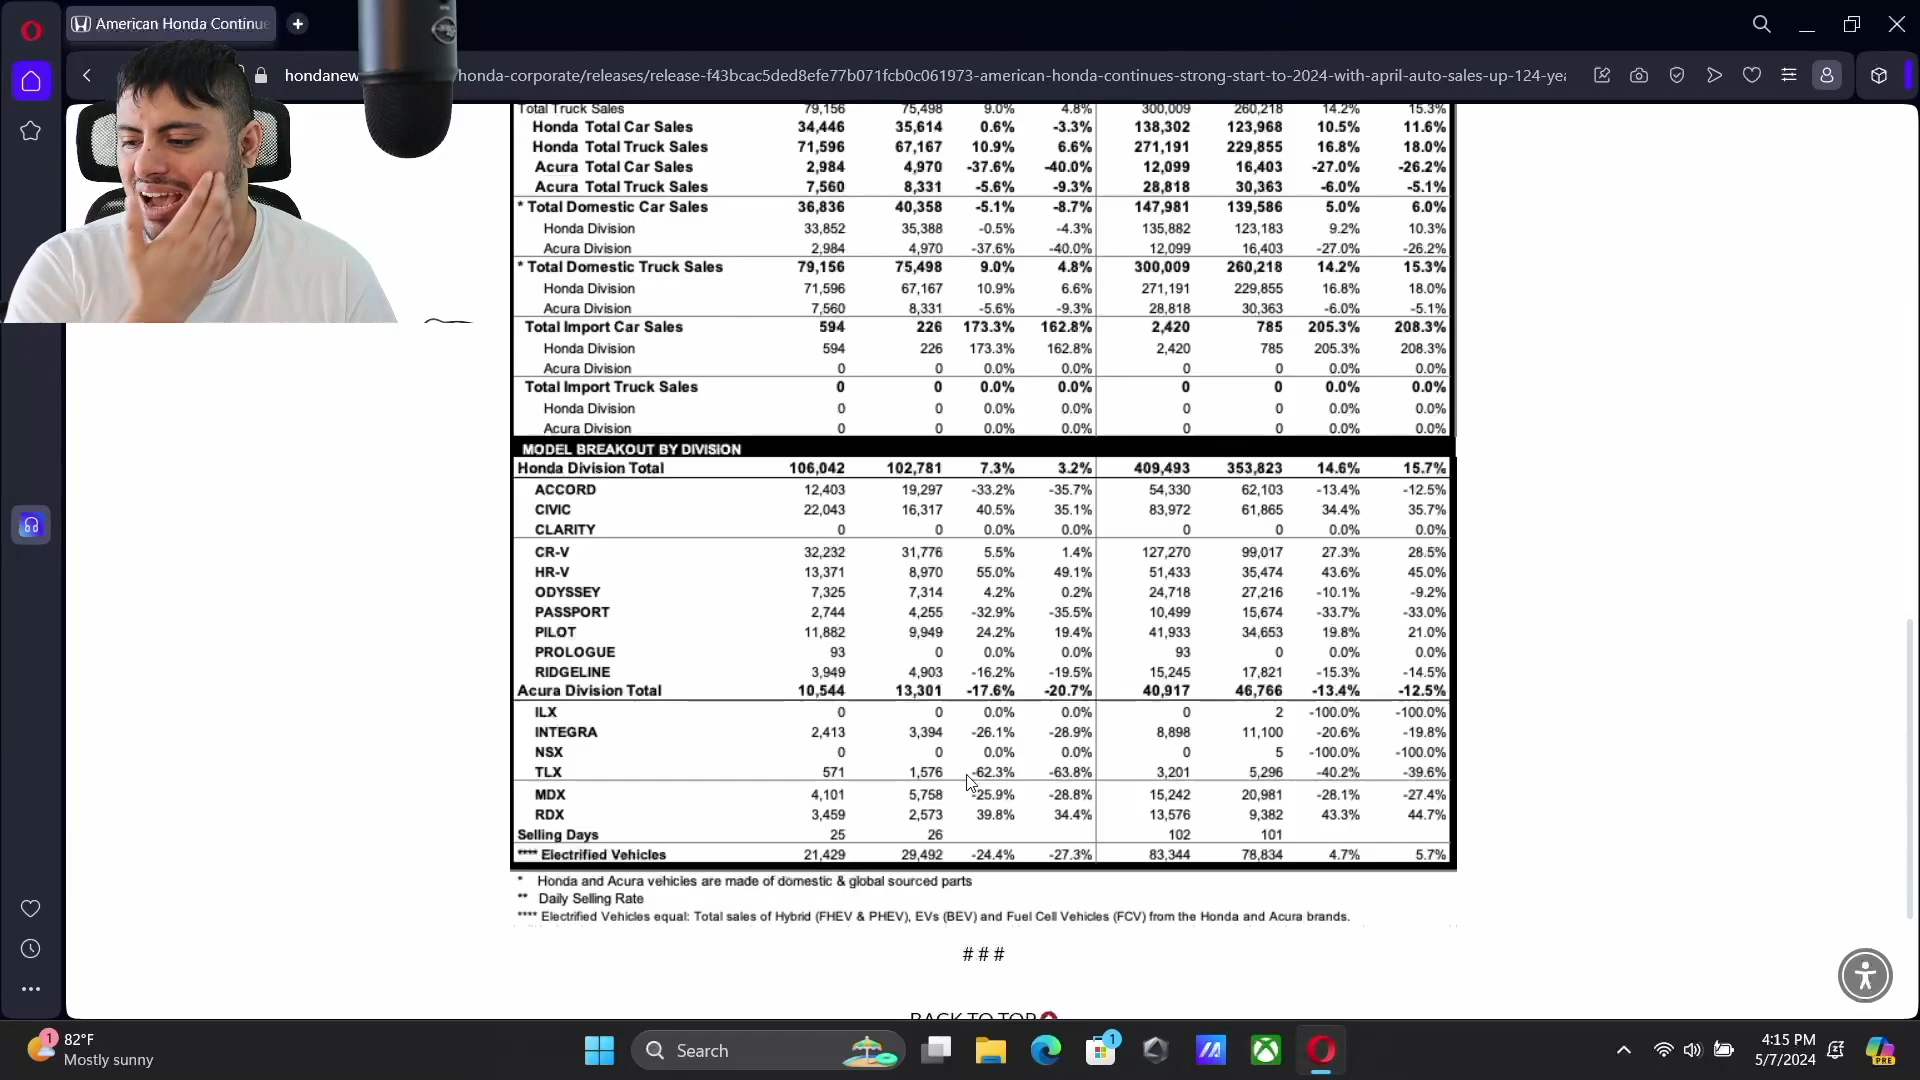 American Honda Continue
hondanew honda-corporate/releases/release-f43bcac5ded8efe77b071fcb0c061973-american-honda-continues-strong-start-to-2024-with-april-auto-sales-up-124-yea
Total Truck Sales 79,156 75,498 9.0% 4.8% 300,009 260,218 14.2% 15.3%
Honda Total Car Sales 34,446 35,614 0.6% -3.3% 138,302 123,968 10.5% 11.6%
Honda Total Truck Sales 71,596 67,167 10.9% 6.6% 271,191 229,855 16.8% 18.0%
Acura Total Car Sales 2,984 4,970 -37.6% -40.0% 12,099 16,403 -27.0% -26.2%
Acura Total Truck Sales 7,560 8,331 -5.6% -9.3% 28,818 30,363 -6.0% -5.1%
* Total Domestic Car Sales 36,836 40,358 -5.1% -8.7% 147,981 139,586 5.0% 6.0%
Honda Division 33,852 35,388 -0.5% -4.3% 135,882 123,183 9.2% 10.3%
Acura Division 2,984 4,970 -37.6% -40.0% 12,099 16,403 -27.0% -26.2%
* Total Domestic Truck Sales 79,156 75,498 9.0% 4.8% 300,009 260,218 14.2% 15.3%
Honda Division 71,596 67,167 10.9% 6.6% 271,191 229,855 16.8% 18.0%
Acura Division 7,560 8,331 -5.6% -9.3% 28,818 30,363 -6.0% -5.1%
Total Import Car Sales 594 226 173.3% 162.8% 2,420 785 205.3% 208.3%
Honda Division 594 226 173.3% 162.8% 2,420 785 205.3% 208.3%
Acura Division 0 0 0.0% 0.0% 0 0 0.0% 0.0%
Total Import Truck Sales 0 0 0.0% 0.0% 0 0 0.0% 0.0%
Honda Division 0 0 0.0% 0.0% 0 0 0.0% 0.0%
Acura Division 0 0 0.0% 0.0% 0 0 0.0% 0.0%
MODEL BREAKOUT BY DIVISION
Honda Division Total 106,042 102,781 7.3% 3.2% 409,493 353,823 14.6% 15.7%
ACCORD 12,403 19,297 -33.2% -35.7% 54,330 62,103 -13.4% -12.5%
CIVIC 22,043 16,317 40.5% 35.1% 83,972 61,865 34.4% 35.7%
CLARITY 0 0 0.0% 0.0% 0 0 0.0% 0.0%
CR-V 32,232 31,776 5.5% 1.4% 127,270 99,017 27.3% 28.5%
HR-V 13,371 8,970 55.0% 49.1% 51,433 35,474 43.6% 45.0%
ODYSSEY 7,325 7,314 4.2% 0.2% 24,718 27,216 -10.1% -9.2%
PASSPORT 2,744 4,255 -32.9% -35.5% 10,499 15,674 -33.7% -33.0%
PILOT 11,882 9,949 24.2% 19.4% 41,933 34,653 19.8% 21.0%
PROLOGUE 93 0 0.0% 0.0% 93 0 0.0% 0.0%
RIDGELINE 3,949 4,903 -16.2% -19.5% 15,245 17,821 -15.3% -14.5%
Acura Division Total 10,544 13,301 -17.6% -20.7% 40,917 46,766 -13.4% -12.5%
ILX 0 0 0.0% 0.0% 0 2 -100.0% -100.0%
INTEGRA 2,413 3,394 -26.1% -28.9% 8,898 11,100 -20.6% -19.8%
NSX 0 0 0.0% 0.0% 0 5 -100.0% -100.0%
TLX 571 1,576 -62.3% -63.8% 3,201 5,296 -40.2% -39.6%
MDX 4,101 5,758 -25.9% -28.8% 15,242 20,981 -28.1% -27.4%
RDX 3,459 2,573 39.8% 34.4% 13,576 9,382 43.3% 44.7%
Selling Days 25 26 102 101
**** Electrified Vehicles 21,429 29,492 -24.4% -27.3% 83,344 78,834 4.7% 5.7%
* Honda and Acura vehicles are made of domestic & global sourced parts
** Daily Selling Rate
**** Electrified Vehicles equal: Total sales of Hybrid (FHEV & PHEV), EVs (BEV) and Fuel Cell Vehicles (FCV) from the Honda and Acura brands.
# # #
BACK TO TOP
1
82°F
Mostly sunny
Search
1
4:15 PM
5/7/2024
PRE